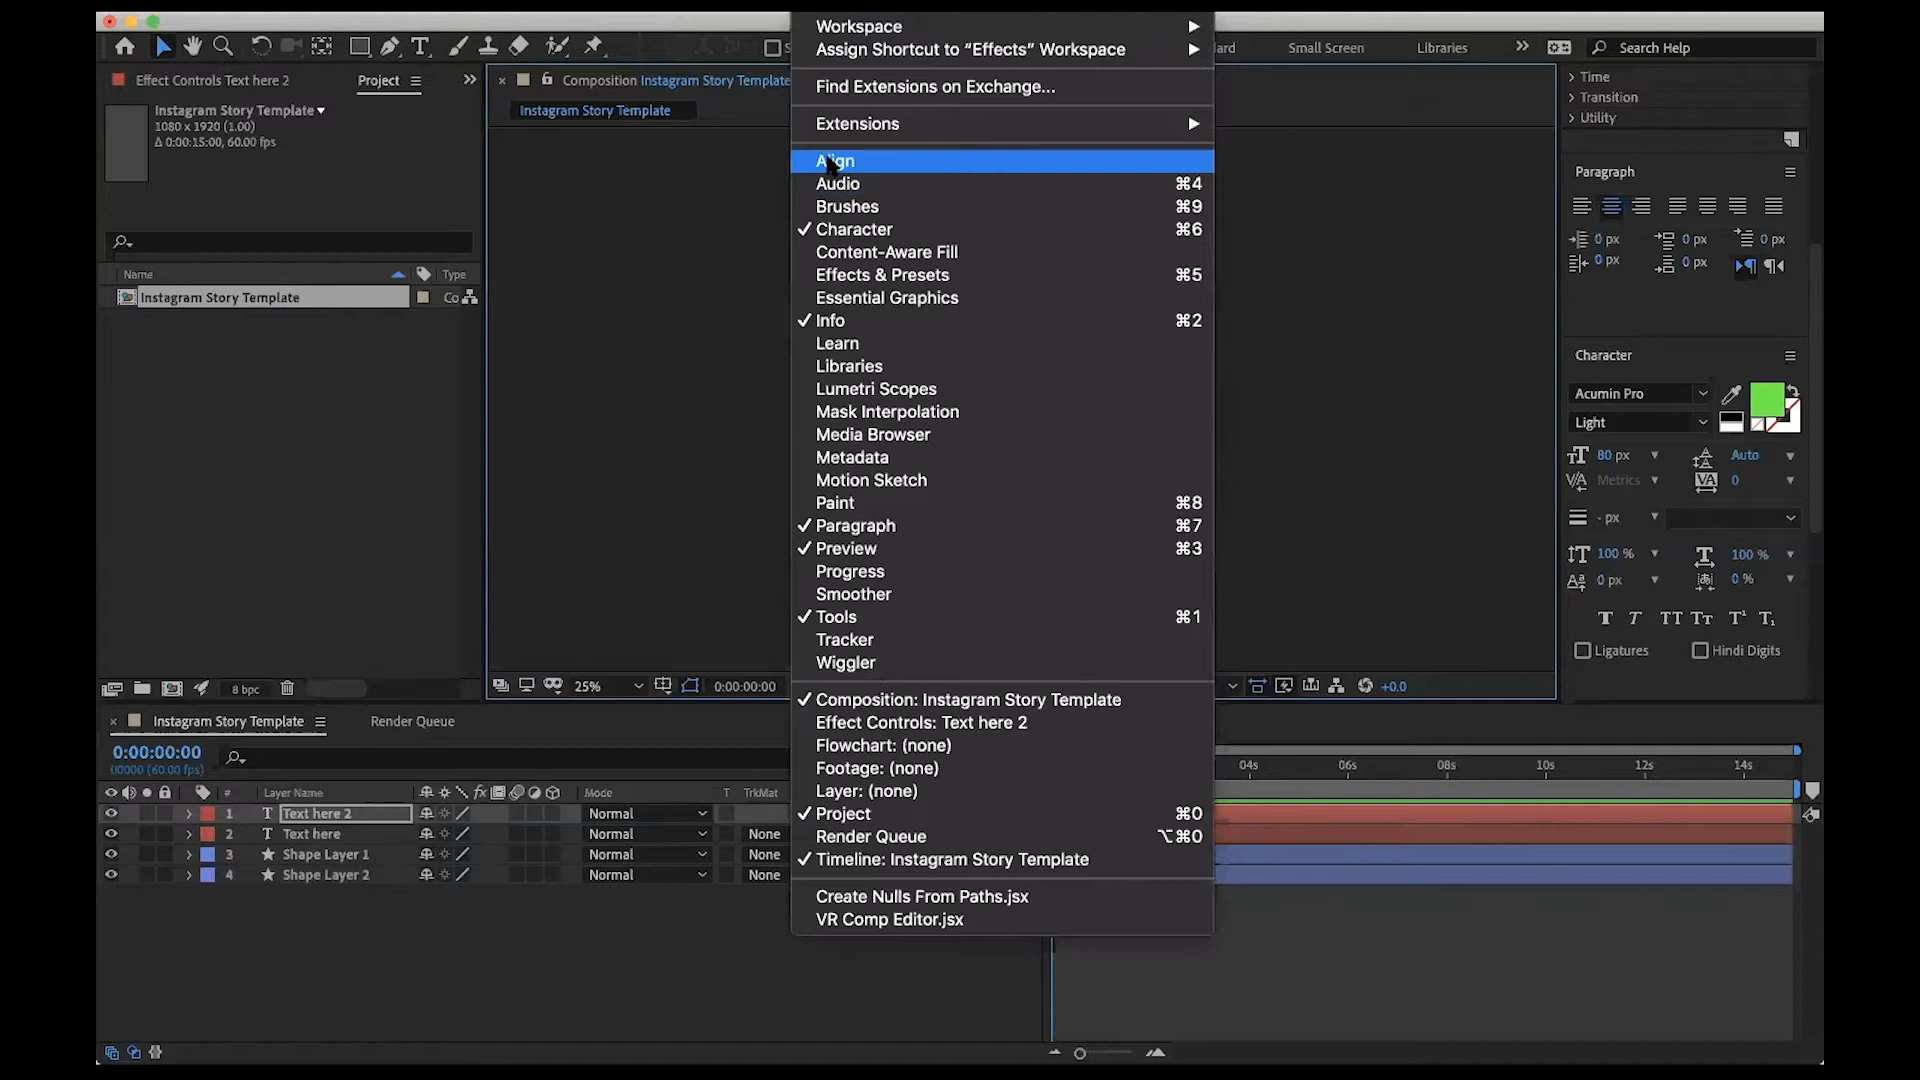 Workspace
Assign Shortcut to “Effects” Workspace
Find Extensions on Exchange...
Extensions
Align
Audio ⌘4
Brushes ⌘9
✓ Character ⌘6
Content-Aware Fill
Effects & Presets ⌘5
Essential Graphics
✓ Info ⌘2
Learn
Libraries
Lumetri Scopes
Mask Interpolation
Media Browser
Metadata
Motion Sketch
Paint ⌘8
✓ Paragraph ⌘7
✓ Preview ⌘3
Progress
Smoother
✓ Tools ⌘1
Tracker
Wiggler
✓ Composition: Instagram Story Template
Effect Controls: Text here 2
Flowchart: (none)
Footage: (none)
Layer: (none)
✓ Project ⌘0
Render Queue ⌥⌘0
✓ Timeline: Instagram Story Template
Create Nulls From Paths.jsx
VR Comp Editor.jsx
Small Screen
Libraries
Search Help
Effect Controls Text here 2
Project
Instagram Story Template
1080 x 1920 (1.00)
Δ 0:00:15:00, 60.00 fps
Name Type
Instagram Story Template Co
8 bpc
Composition Instagram Story Template
Instagram Story Template
25% 0:00:00:00
+0.0
Time
Transition
Utility
Paragraph
0 px 0 px 0 px
0 px 0 px
Character
Acumin Pro
Light
80 px Auto
Metrics 0
- px
100 % 100 %
0 px 0 %
Ligatures Hindi Digits
Instagram Story Template Render Queue
0:00:00:00
00000 (60.00 fps)
# Layer Name Mode T TrkMat
1 Text here 2 Normal
2 Text here Normal None
3 Shape Layer 1 Normal None
4 Shape Layer 2 Normal None
04s 06s 08s 10s 12s 14s